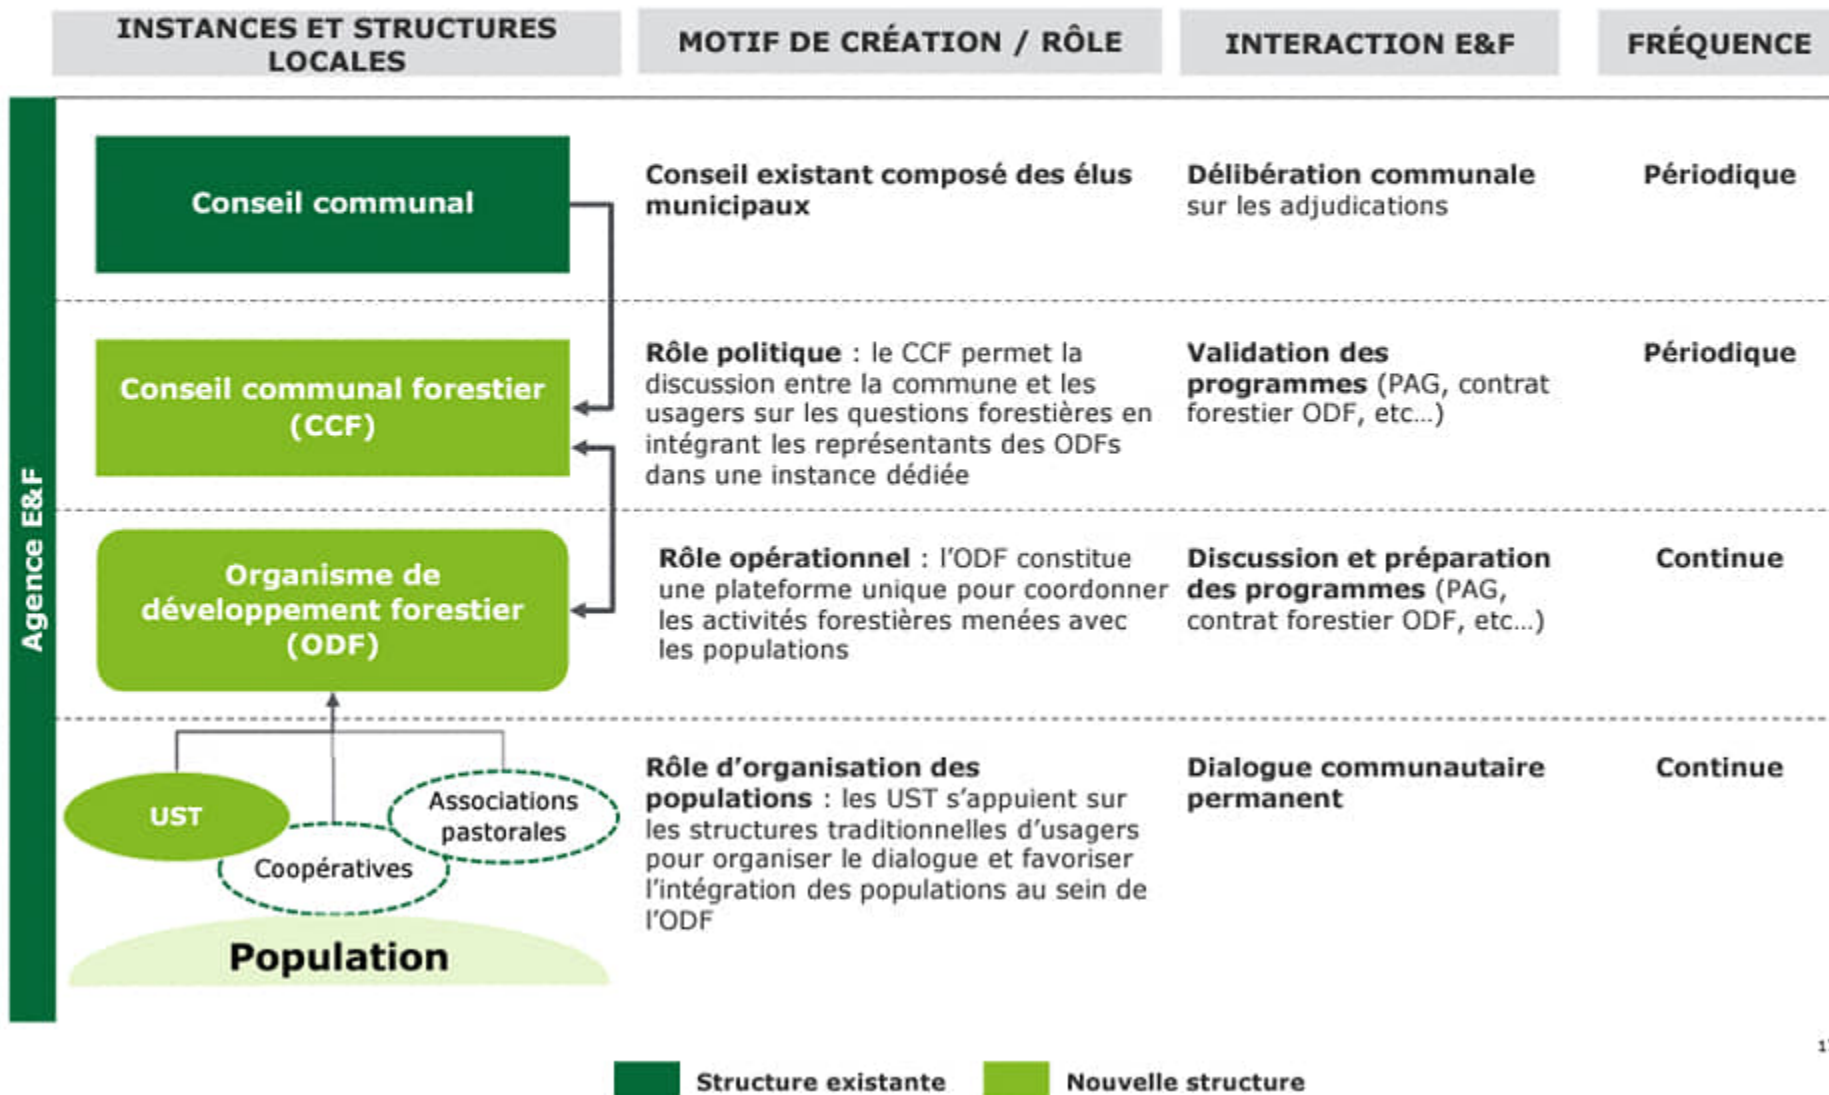 INSTANCES ET STRUCTURES
LOCALES
MOTIF DE CRÉATION / RÔLE
INTERACTION E&F
FRÉQUENCE
Agence E&F
Conseil communal
Conseil existant composé des élus
municipaux
Délibération communale
sur les adjudications
Périodique
Conseil communal forestier
(CCF)
Rôle politique : le CCF permet la
discussion entre la commune et les
usagers sur les questions forestières en
intégrant les représentants des ODFs
dans une instance dédiée
Validation des
programmes (PAG, contrat
forestier ODF, etc…)
Périodique
Organisme de
développement forestier
(ODF)
Rôle opérationnel : l’ODF constitue
une plateforme unique pour coordonner
les activités forestières menées avec
les populations
Discussion et préparation
des programmes (PAG,
contrat forestier ODF, etc…)
Continue
UST
Coopératives
Associations
pastorales
Population
Rôle d’organisation des
populations : les UST s’appuient sur
les structures traditionnelles d’usagers
pour organiser le dialogue et favoriser
l’intégration des populations au sein de
l’ODF
Dialogue communautaire
permanent
Continue
Structure existante
Nouvelle structure